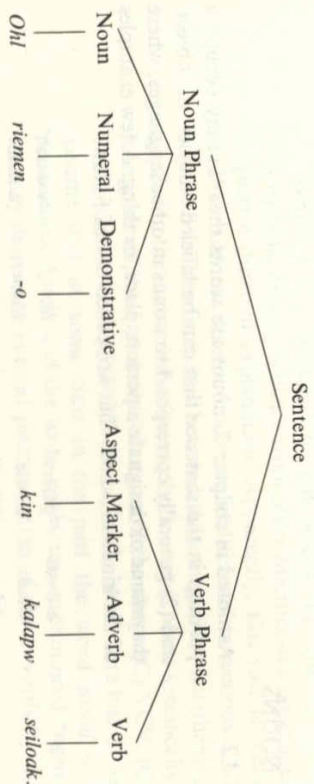 Sentence
Noun Phrase Verb Phrase
Noun Numeral Demonstrative Aspect Marker Adverb Verb
Ohl riemen -o kin kalapw seiloak.